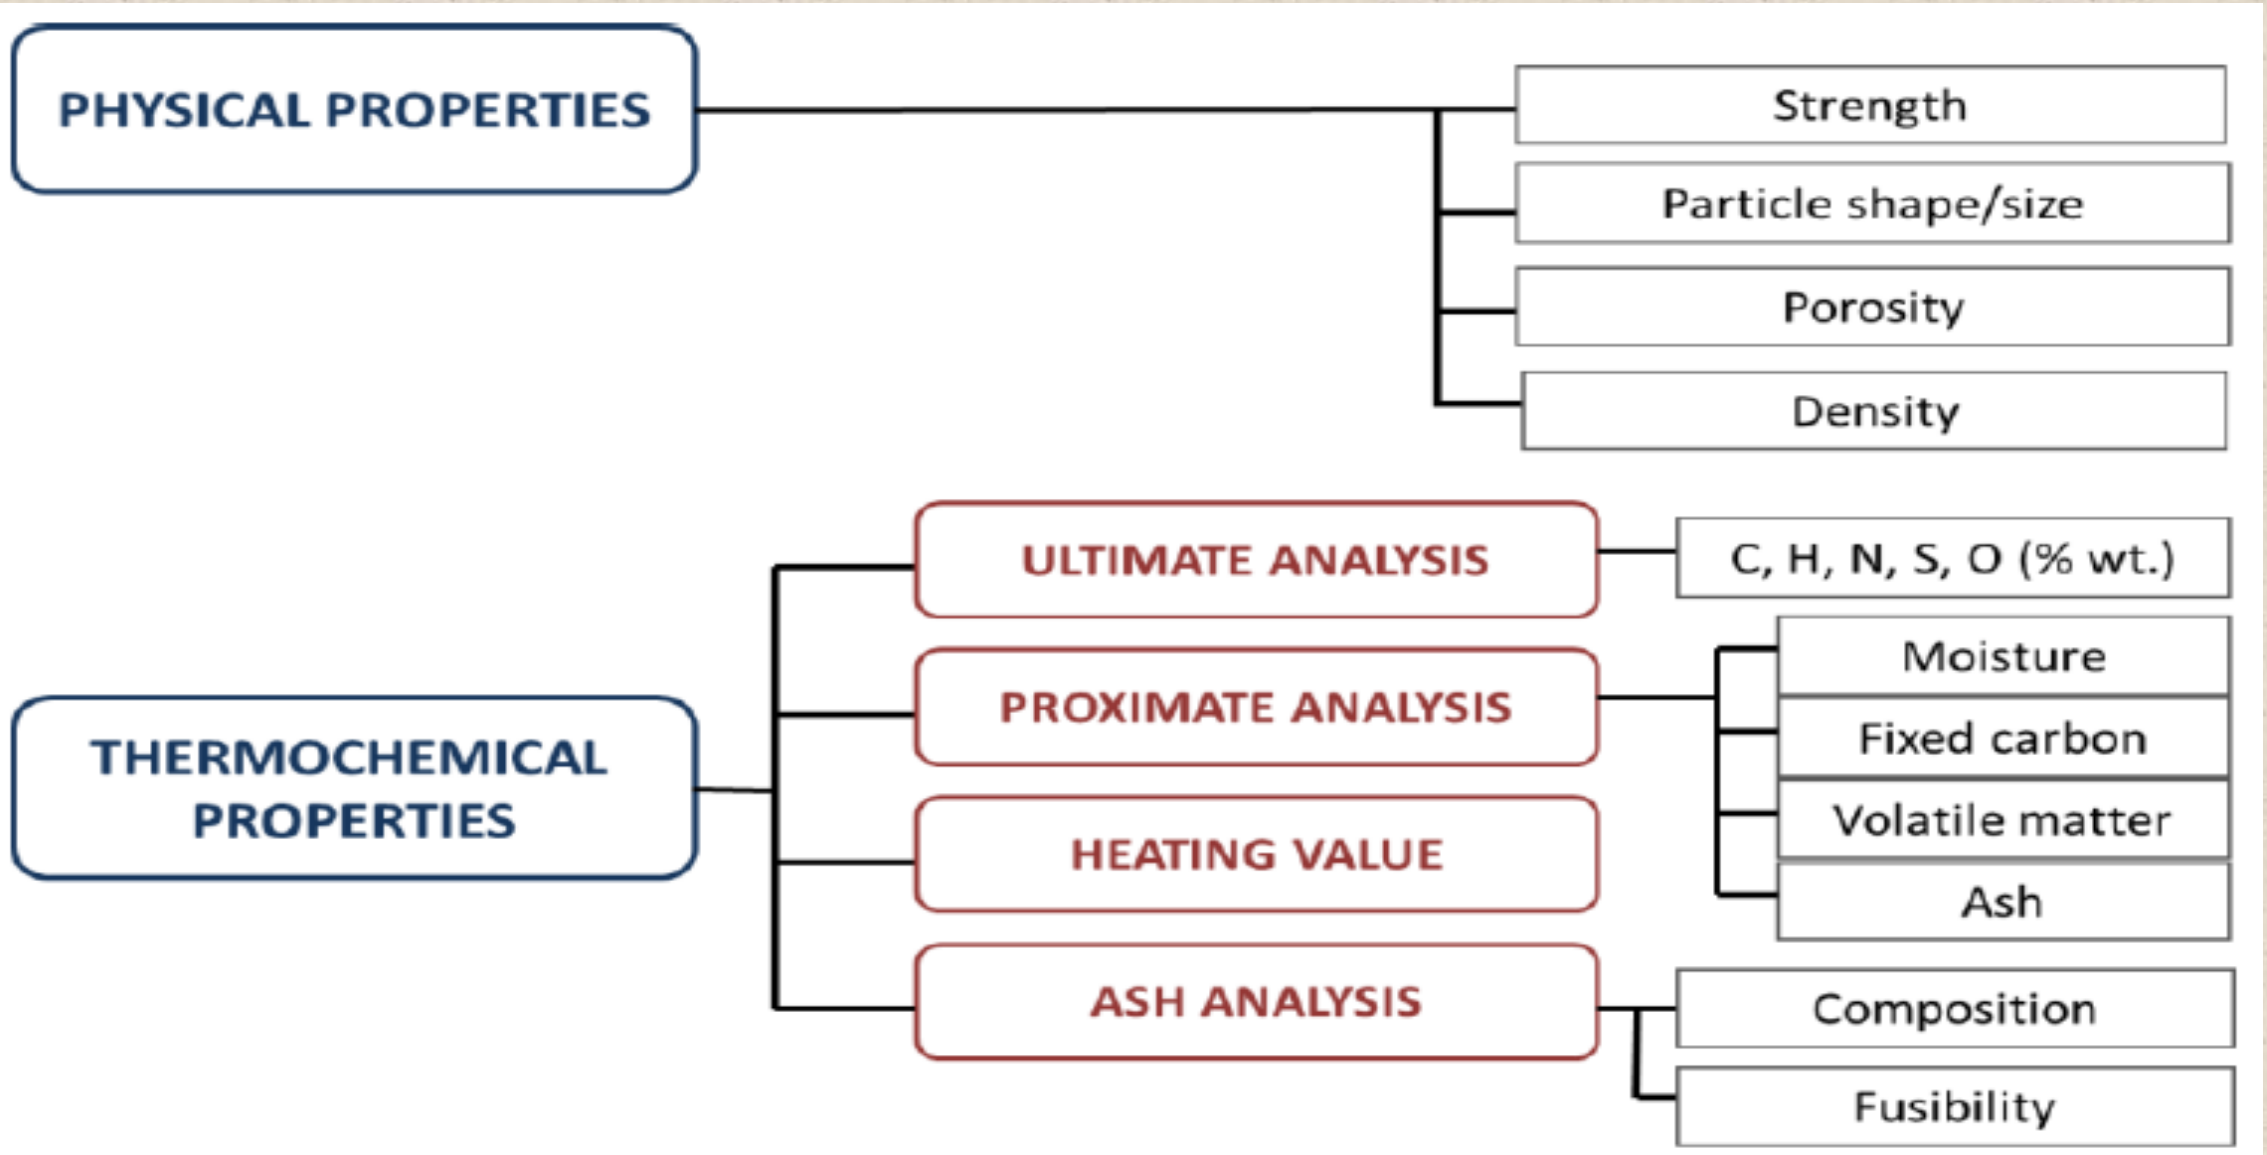 PHYSICAL PROPERTIES
Strength
Particle shape/size
Porosity
Density
THERMOCHEMICAL
PROPERTIES
ULTIMATE ANALYSIS
C, H, N, S, O (% wt.)
PROXIMATE ANALYSIS
Moisture
Fixed carbon
Volatile matter
Ash
HEATING VALUE
ASH ANALYSIS
Composition
Fusibility